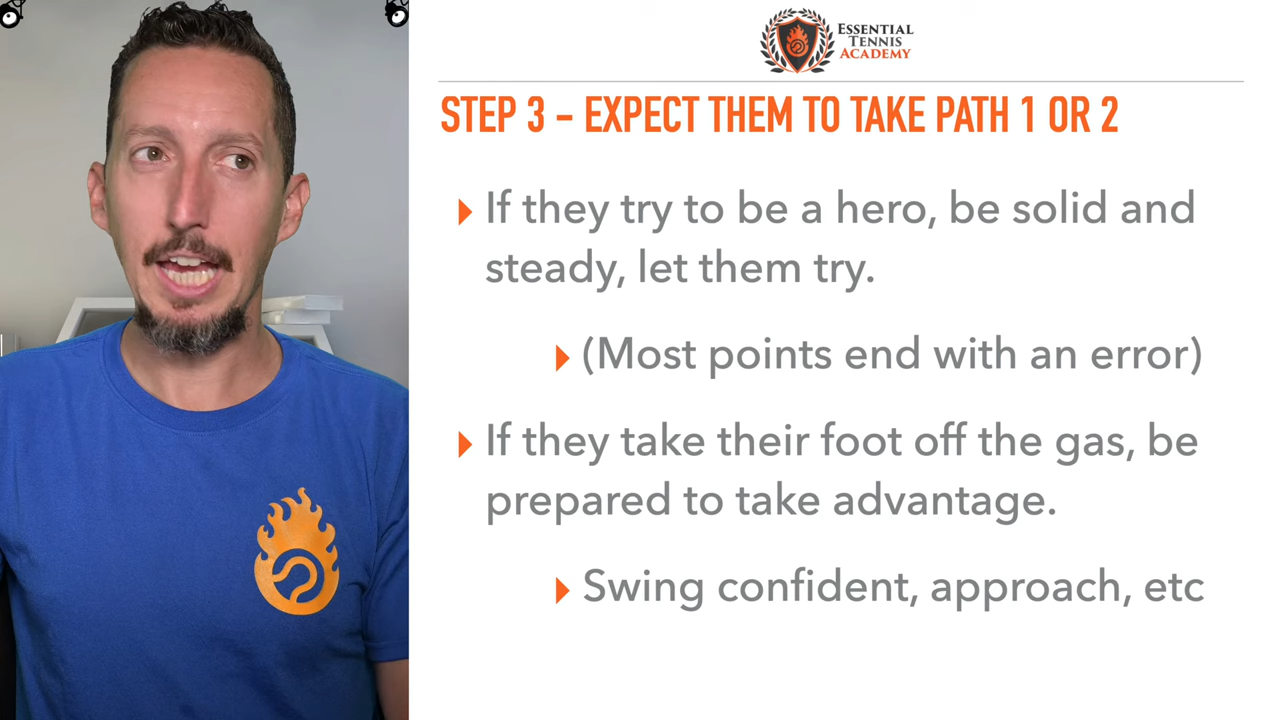 ESSENTIAL
TENNIS
ACADEMY
STEP 3 – EXPECT THEM TO TAKE PATH 1 OR 2
If they try to be a hero, be solid and
steady, let them try.
(Most points end with an error)
If they take their foot off the gas, be
prepared to take advantage.
Swing confident, approach, etc